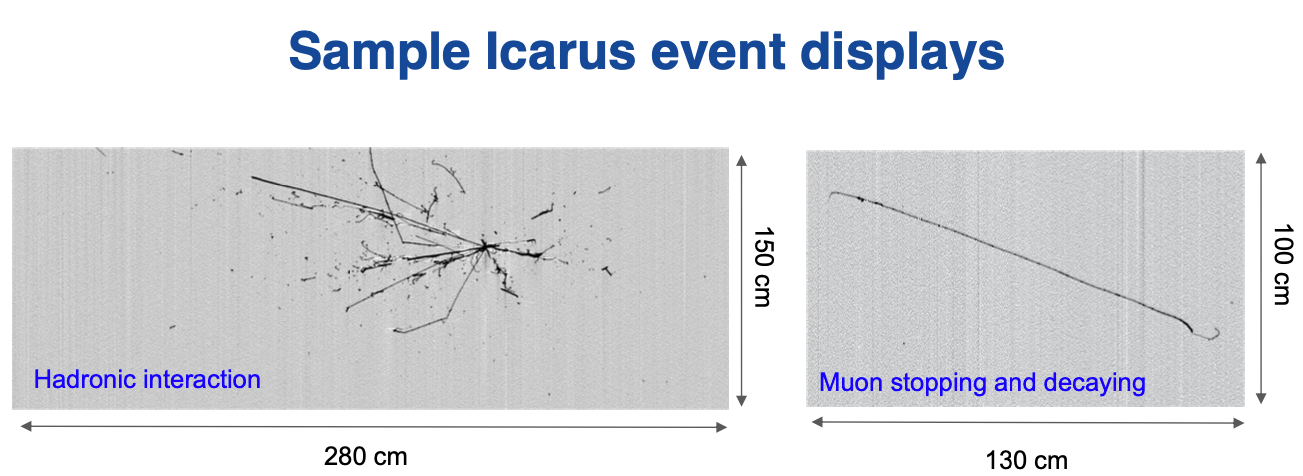 Sample Icarus event displays
Hadronic interaction
150 cm
280 cm
Muon stopping and decaying
100 cm
130 cm